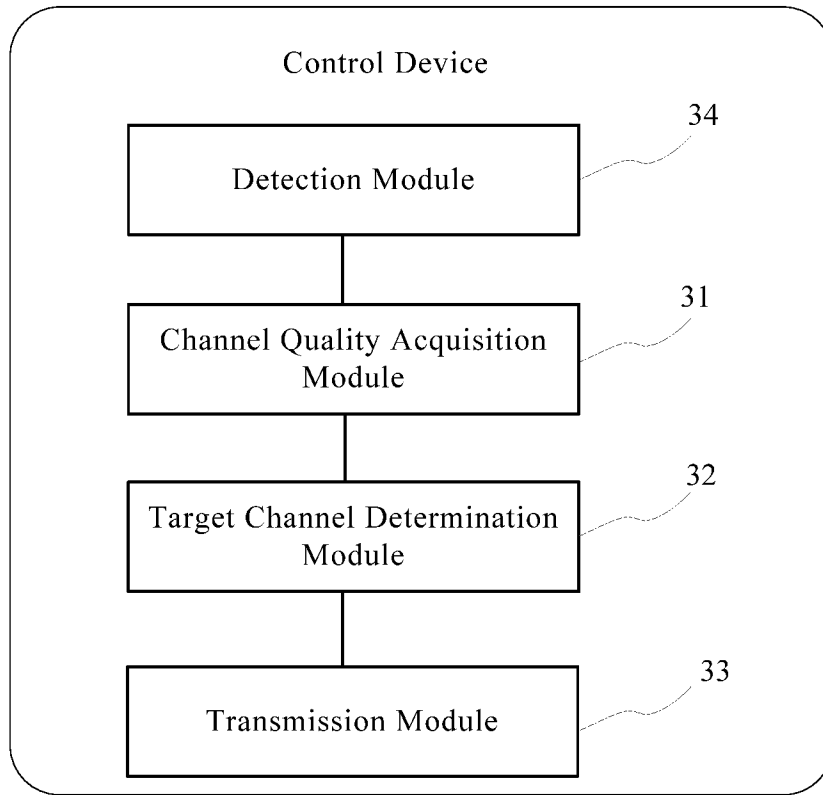 Control Device
34
Detection Module
31
Channel Quality Acquisition
Module
32
Target Channel Determination
Module
33
Transmission Module